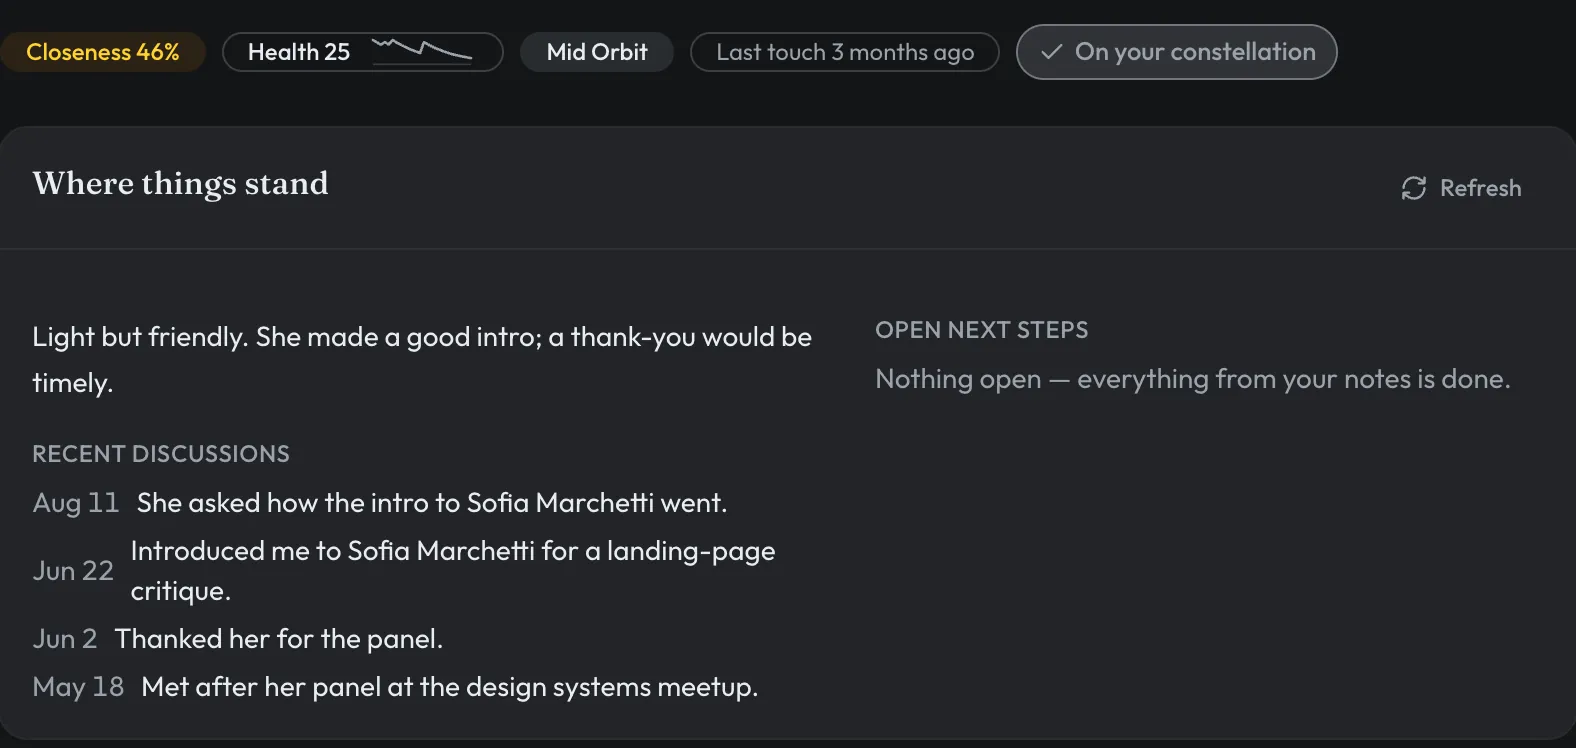 Closeness 46%
Health 25
Mid Orbit
Last touch 3 months ago
On your constellation
Where things stand
Refresh
Light but friendly. She made a good intro; a thank-you would be
timely.
RECENT DISCUSSIONS
Aug 11 She asked how the intro to Sofia Marchetti went.
Jun 22 Introduced me to Sofia Marchetti for a landing-page
critique.
Jun 2 Thanked her for the panel.
May 18 Met after her panel at the design systems meetup.
OPEN NEXT STEPS
Nothing open — everything from your notes is done.